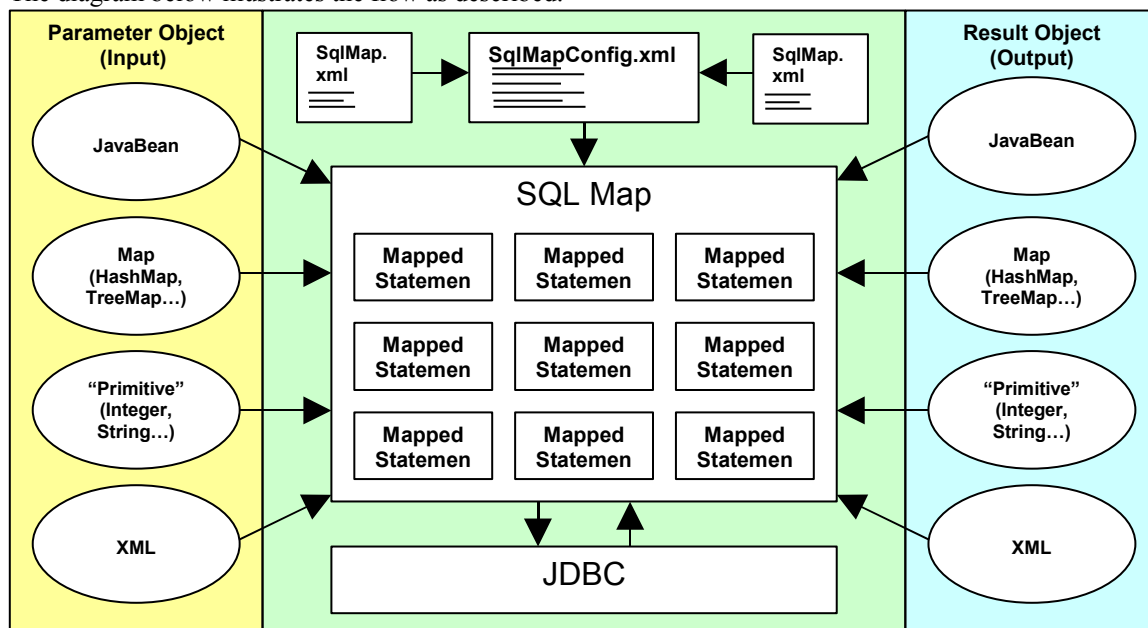 The diagram below illustrates the flow as described.
Parameter Object
(Input)
JavaBean
Map
(HashMap,
TreeMap…)
“Primitive”
(Integer,
String…)
XML
SqlMap.
xml
SqlMapConfig.xml
SqlMap.
xml
SQL Map
Mapped
Statemen
Mapped
Statemen
Mapped
Statemen
Mapped
Statemen
Mapped
Statemen
Mapped
Statemen
Mapped
Statemen
Mapped
Statemen
Mapped
Statemen
JDBC
Result Object
(Output)
JavaBean
Map
(HashMap,
TreeMap…)
“Primitive”
(Integer,
String…)
XML